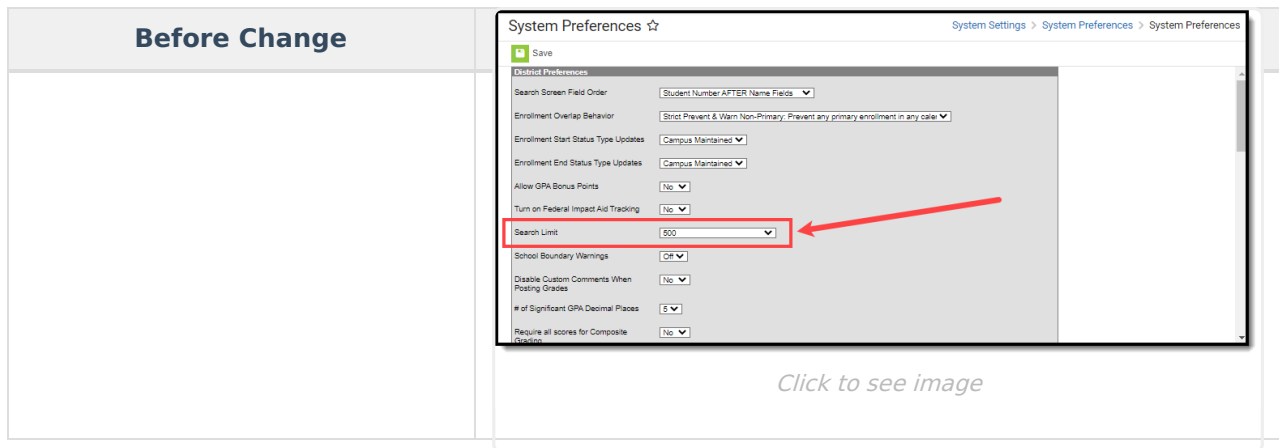 Before Change
System Preferences
System Settings > System Preferences > System Preferences
Save
District Preferences
Search Screen Field Order Student Number AFTER Name Fields
Enrollment Overlap Behavior Strict Prevent & Warn Non-Primary: Prevent any primary enrollment in any cale
Enrollment Start Status Type Updates Campus Maintained
Enrollment End Status Type Updates Campus Maintained
Allow GPA Bonus Points No
Turn on Federal Impact Aid Tracking No
Search Limit 500
School Boundary Warnings Off
Disable Custom Comments When No
Posting Grades
# of Significant GPA Decimal Places 5
Require all scores for Composite No
Grading
Click to see image